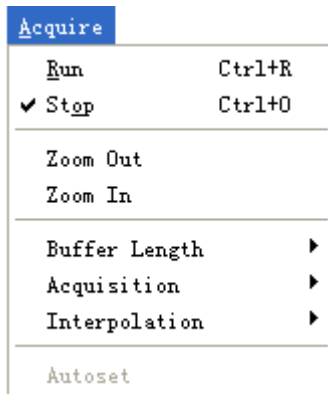 Acquire
Run Ctrl+R
Stop Ctrl+O
Zoom Out
Zoom In
Buffer Length
Acquisition
Interpolation
Autoset